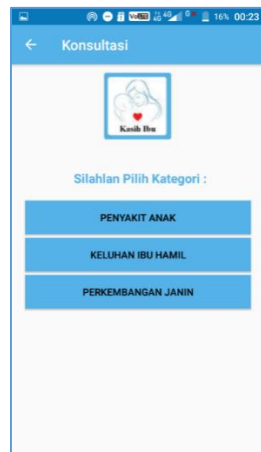 16% 00:23
Konsultasi
Kasih Ibu
Silahlan Pilih Kategori :
PENYAKIT ANAK
KELUHAN IBU HAMIL
PERKEMBANGAN JANIN